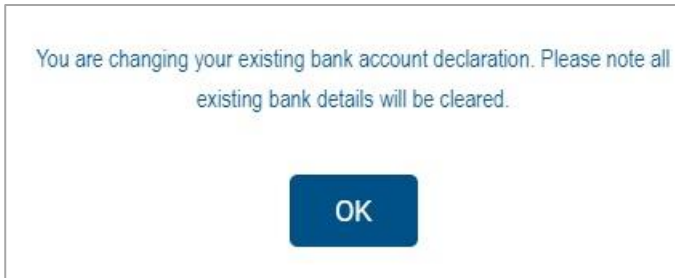 You are changing your existing bank account declaration. Please note all
existing bank details will be cleared.
OK